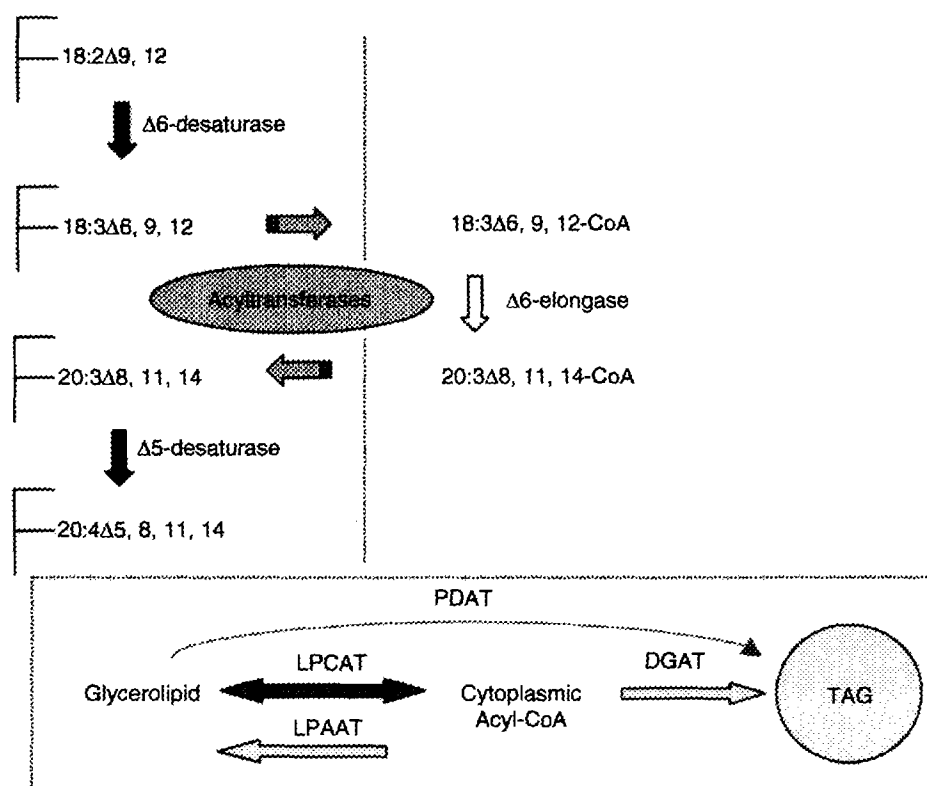 18:2Δ9, 12
Δ6-desaturase
18:3Δ6, 9, 12
18:3Δ6, 9, 12-CoA
Acyltransferases
Δ6-elongase
20:3Δ8, 11, 14
20:3Δ8, 11, 14-CoA
Δ5-desaturase
20:4Δ5, 8, 11, 14
PDAT
LPCAT
DGAT
Glycerolipid
Cytoplasmic
Acyl-CoA
TAG
LPAAT